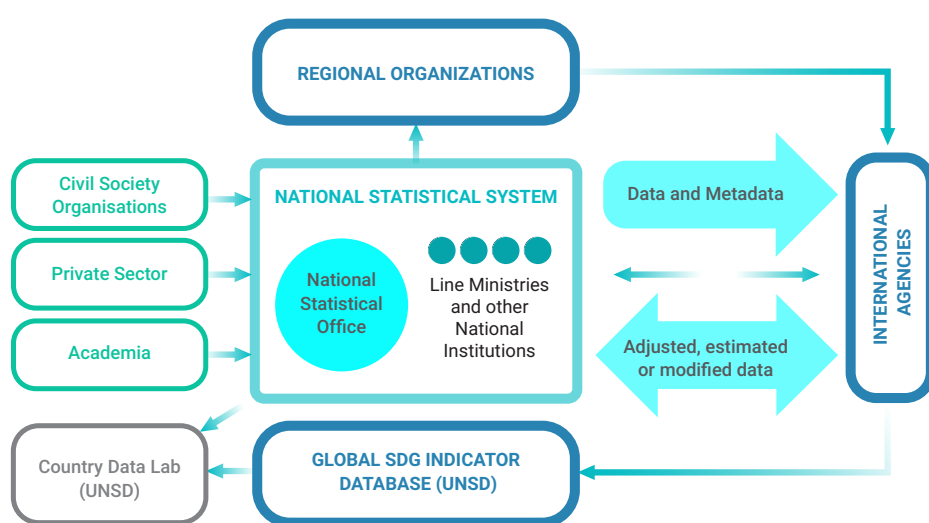 REGIONAL ORGANIZATIONS
Civil Society
Organisations
Private Sector
Academia
NATIONAL STATISTICAL SYSTEM
National
Statistical
Office
Line Ministries
and other
National
Institutions
Data and Metadata
Adjusted, estimated
or modified data
INTERNATIONAL
AGENCIES
Country Data Lab
(UNSD)
GLOBAL SDG INDICATOR
DATABASE (UNSD)